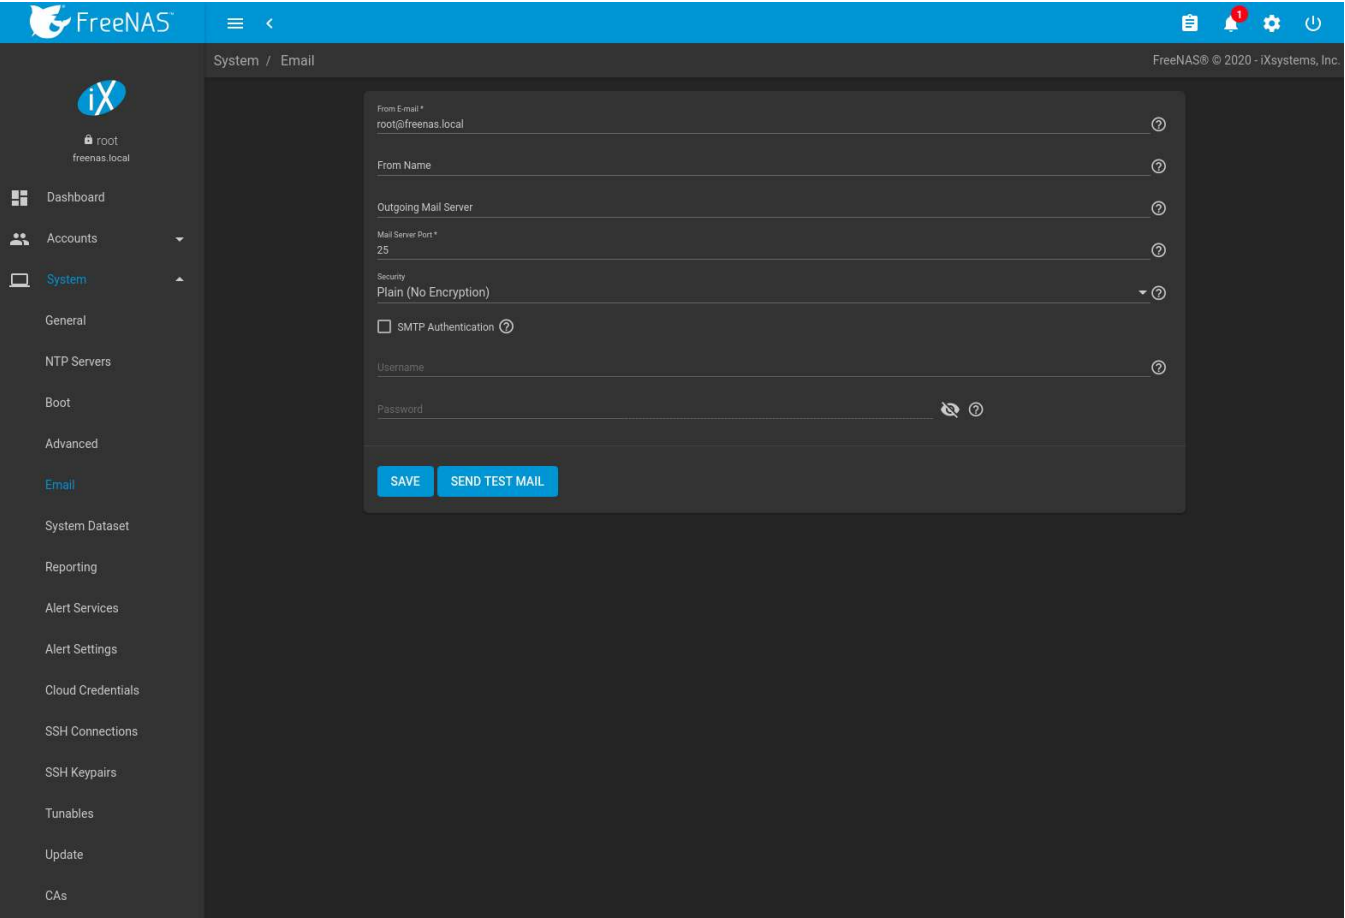 FreeNAS™
1
System / Email
FreeNAS® © 2020 - iXsystems, Inc.
iX
root
freenas.local
Dashboard
Accounts
System
General
NTP Servers
Boot
Advanced
Email
System Dataset
Reporting
Alert Services
Alert Settings
Cloud Credentials
SSH Connections
SSH Keypairs
Tunables
Update
CAs
From E-mail *
root@freenas.local
From Name
Outgoing Mail Server
Mail Server Port *
25
Security
Plain (No Encryption)
SMTP Authentication
Username
Password
SAVE SEND TEST MAIL